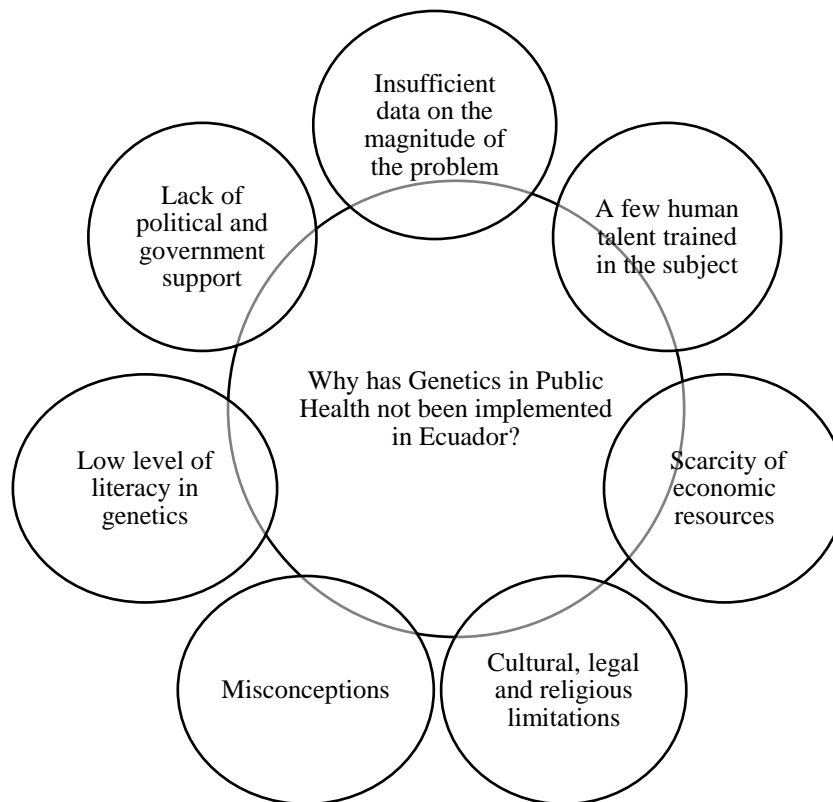 Insufficient
data on the
magnitude of
the problem
Lack of
political and
government
support
A few human
talent trained
in the subject
Why has Genetics in Public
Health not been implemented
in Ecuador?
Low level of
literacy in
genetics
Scarcity of
economic
resources
Misconceptions
Cultural, legal
and religious
limitations